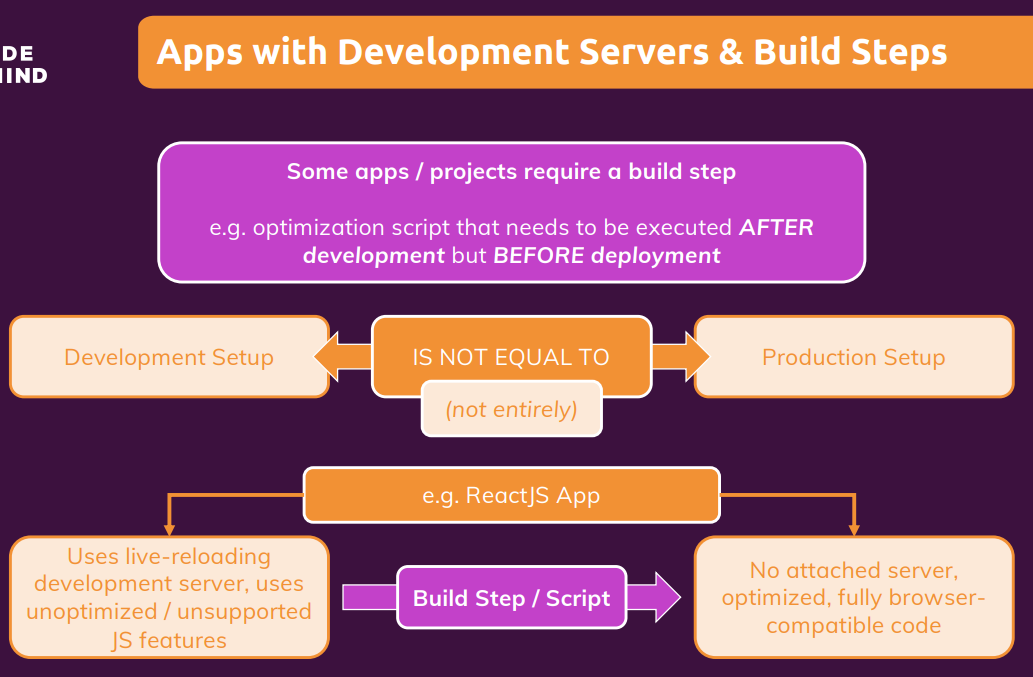 DE
MIND
Apps with Development Servers & Build Steps
Some apps / projects require a build step
e.g. optimization script that needs to be executed AFTER
development but BEFORE deployment
Development Setup
IS NOT EQUAL TO
(not entirely)
Production Setup
e.g. ReactJS App
Uses live-reloading
development server, uses
unoptimized / unsupported
JS features
Build Step / Script
No attached server,
optimized, fully browser-
compatible code